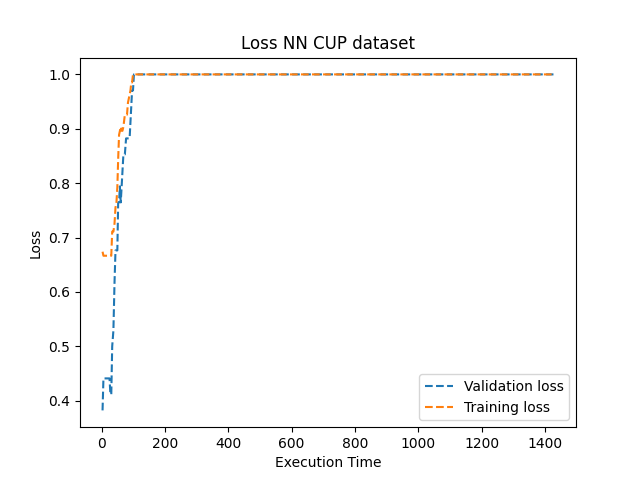 Loss NN CUP dataset
Loss
1.0
0.9
0.8
0.7
0.6
0.5
0.4
0 200 400 600 800 1000 1200 1400
Execution Time
Validation loss
Training loss